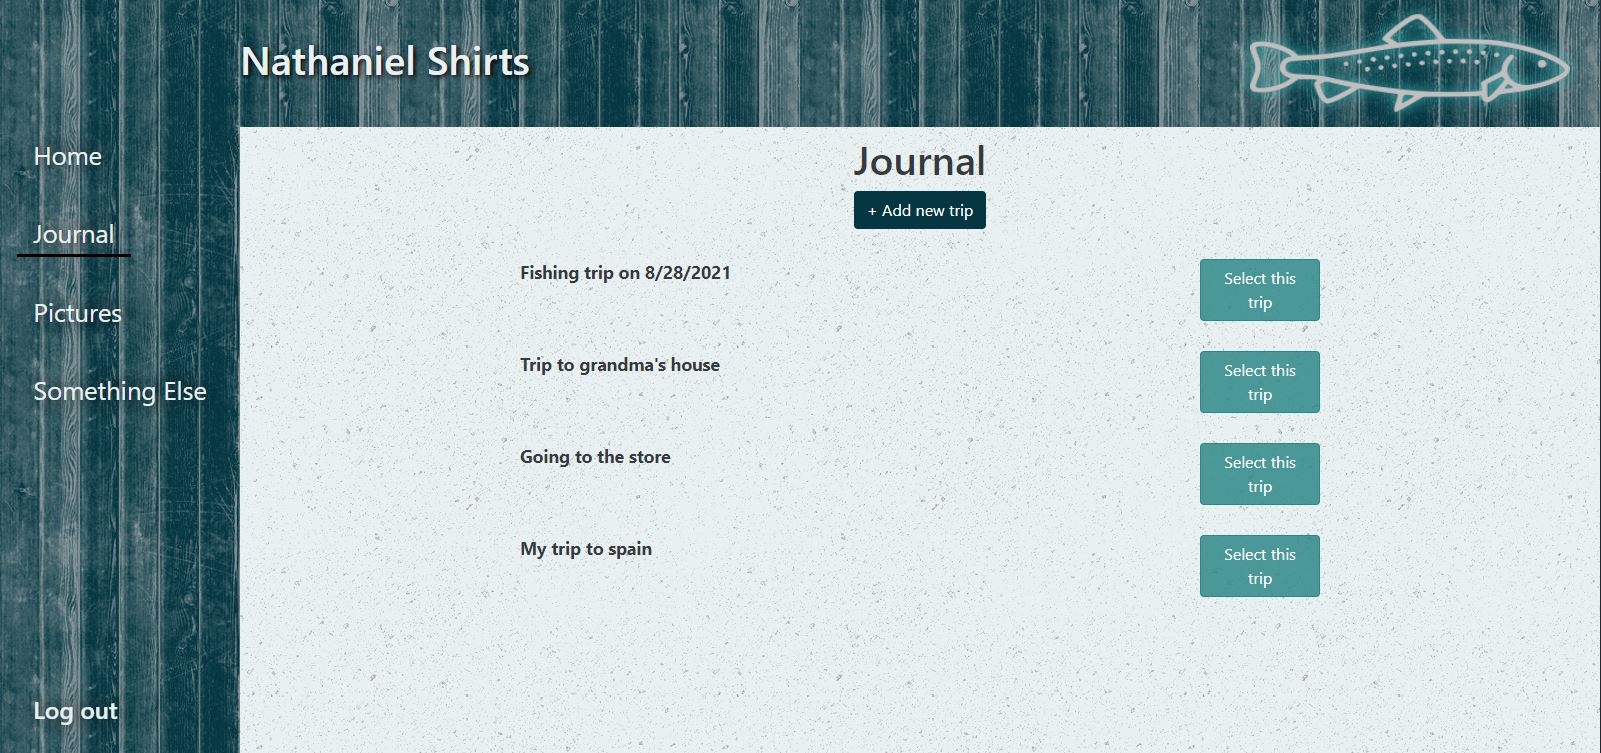 Nathaniel Shirts
Home
Journal
Pictures
Something Else
Log out
Journal
+ Add new trip
Fishing trip on 8/28/2021
Select this
trip
Trip to grandma's house
Select this
trip
Going to the store
Select this
trip
My trip to spain
Select this
trip